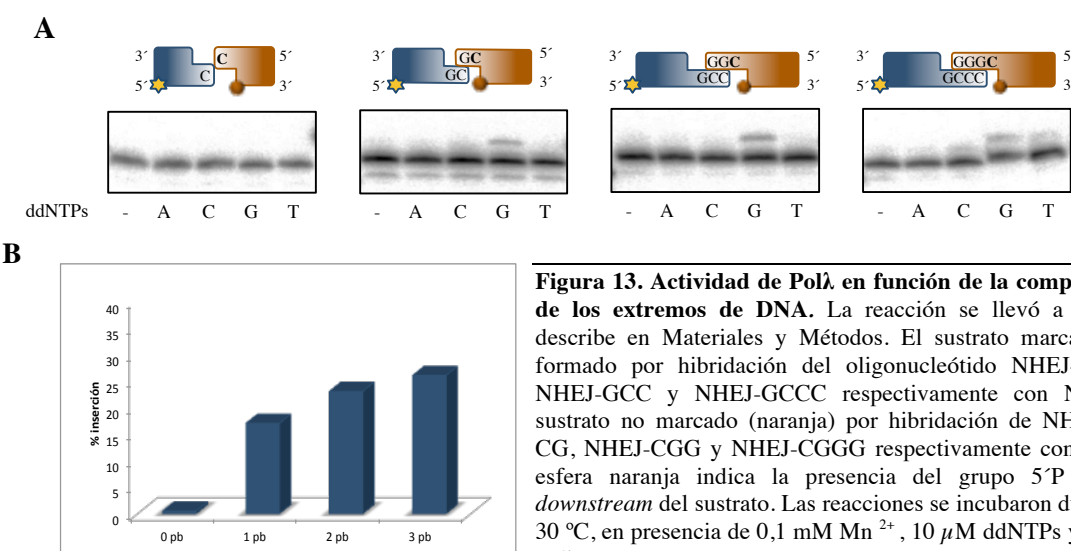 A
3´ C 5´
5´ C 3´
3´ GC 5´
5´ GC 3´
3´ GGC 5´
5´ GCC 3´
3´ GGGC 5
5´ GCCC 3
ddNTPs - A C G T - A C G T - A C G T - A C G T
B
% inserción
40
35
30
25
20
15
10
5
0
0 pb 1 pb 2 pb 3 pb
Figura 13. Actividad de Polλ en función de la comp
de los extremos de DNA. La reacción se llevó a
describe en Materiales y Métodos. El sustrato marca
formado por hibridación del oligonucleótido NHEJ-
NHEJ-GCC y NHEJ-GCCC respectivamente con N
sustrato no marcado (naranja) por hibridación de NH
CG, NHEJ-CGG y NHEJ-CGGG respectivamente con
esfera naranja indica la presencia del grupo 5´P
downstream del sustrato. Las reacciones se incubaron du
30 ºC, en presencia de 0,1 mM Mn 2+ , 10 µM ddNTPs y